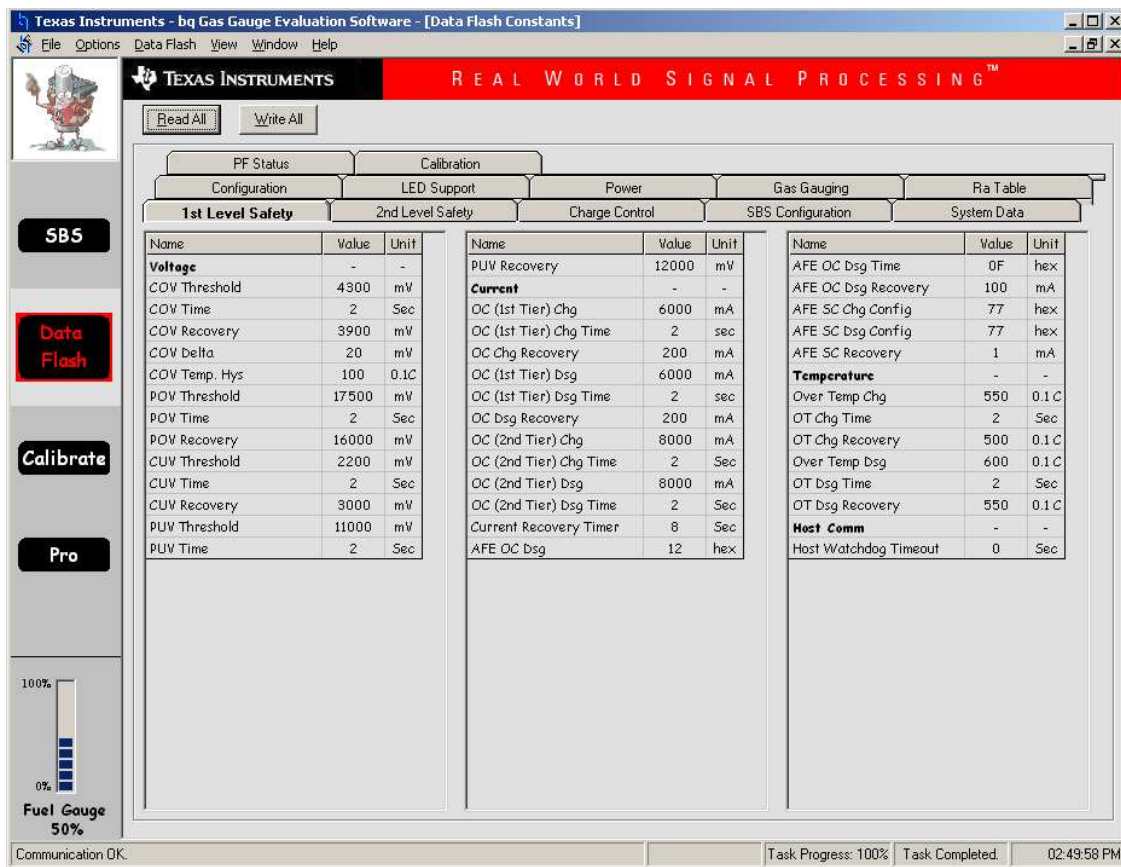 Texas Instruments - bq Gas Gauge Evaluation Software - [Data Flash Constants]
File Options Data Flash View Window Help
TEXAS INSTRUMENTS REAL WORLD SIGNAL PROCESSING™
Read All Write All
PF Status Calibration
Configuration LED Support Power Gas Gauging Ra Table
1st Level Safety 2nd Level Safety Charge Control SBS Configuration System Data
SBS
Data
Flash
Calibrate
Pro
100%
0%
Fuel Gauge
50%
Name Value Unit
Voltage - -
COV Threshold 4300 mV
COV Time 2 Sec
COV Recovery 3900 mV
COV Delta 20 mV
COV Temp. Hys 100 0.1C
POV Threshold 17500 mV
POV Time 2 Sec
POV Recovery 16000 mV
CUV Threshold 2200 mV
CUV Time 2 Sec
CUV Recovery 3000 mV
PUV Threshold 11000 mV
PUV Time 2 Sec
Name Value Unit
PUV Recovery 12000 mV
Current - -
OC (1st Tier) Chg 6000 mA
OC (1st Tier) Chg Time 2 sec
OC Chg Recovery 200 mA
OC (1st Tier) Dsg 6000 mA
OC (1st Tier) Dsg Time 2 sec
OC Dsg Recovery 200 mA
OC (2nd Tier) Chg 8000 mA
OC (2nd Tier) Chg Time 2 Sec
OC (2nd Tier) Dsg 8000 mA
OC (2nd Tier) Dsg Time 2 Sec
Current Recovery Timer 8 Sec
AFE OC Dsg 12 hex
Name Value Unit
AFE OC Dsg Time 0F hex
AFE OC Dsg Recovery 100 mA
AFE SC Chg Config 77 hex
AFE SC Dsg Config 77 hex
AFE SC Recovery 1 mA
Temperature - -
Over Temp Chg 550 0.1C
OT Chg Time 2 Sec
OT Chg Recovery 500 0.1C
Over Temp Dsg 600 0.1C
OT Dsg Time 2 Sec
OT Dsg Recovery 550 0.1C
Host Comm - -
Host Watchdog Timeout 0 Sec
Communication OK. Task Progress: 100% Task Completed. 02:49:58 PM